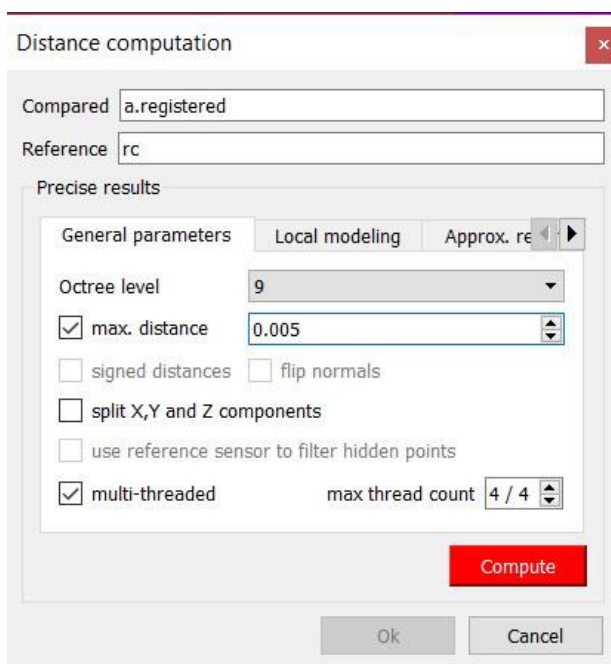 Distance computation
Compared a.registered
Reference rc
Precise results
General parameters Local modeling Approx. re
Octree level 9
max. distance 0.005
signed distances flip normals
split X,Y and Z components
use reference sensor to filter hidden points
multi-threaded max thread count 4 / 4
Compute
Ok Cancel